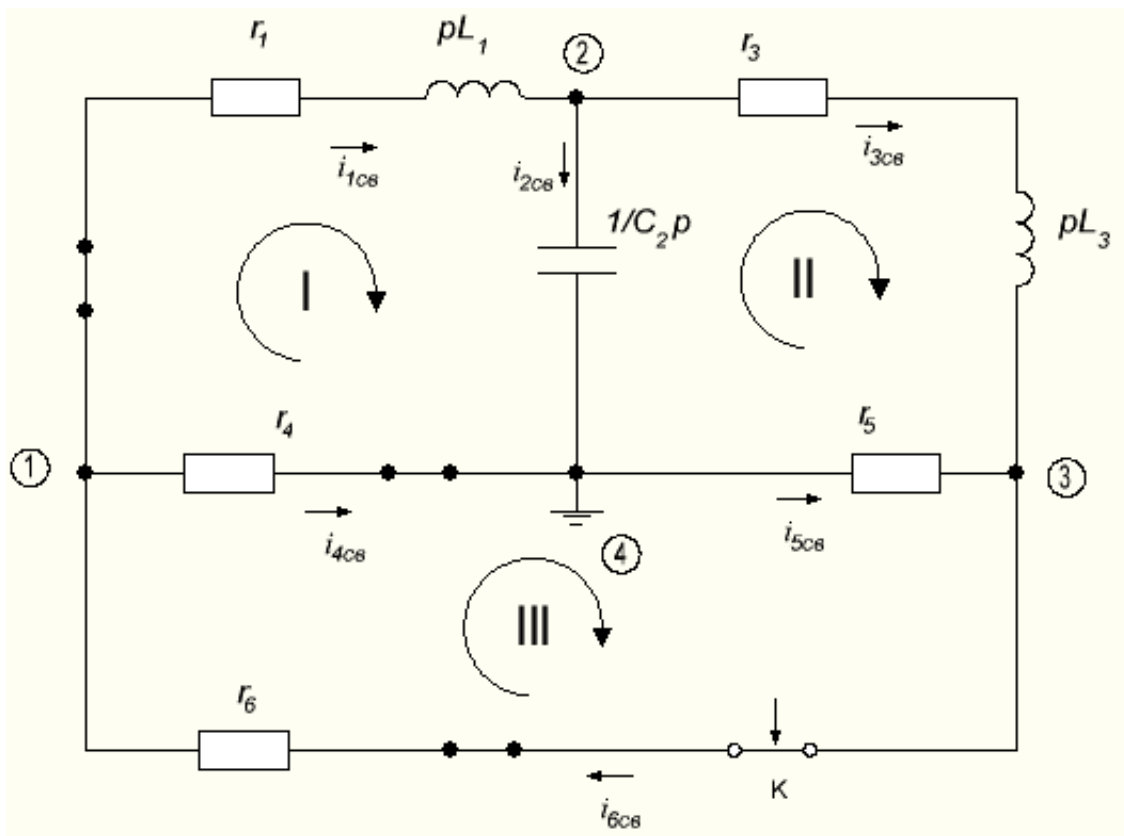 r₁
pL₁
2
r₃
i₁св
i₂св
i₃св
1/C₂p
pL₃
I
II
r₄
r₅
1
3
i₄св
i₅св
4
III
r₆
K
i₆св